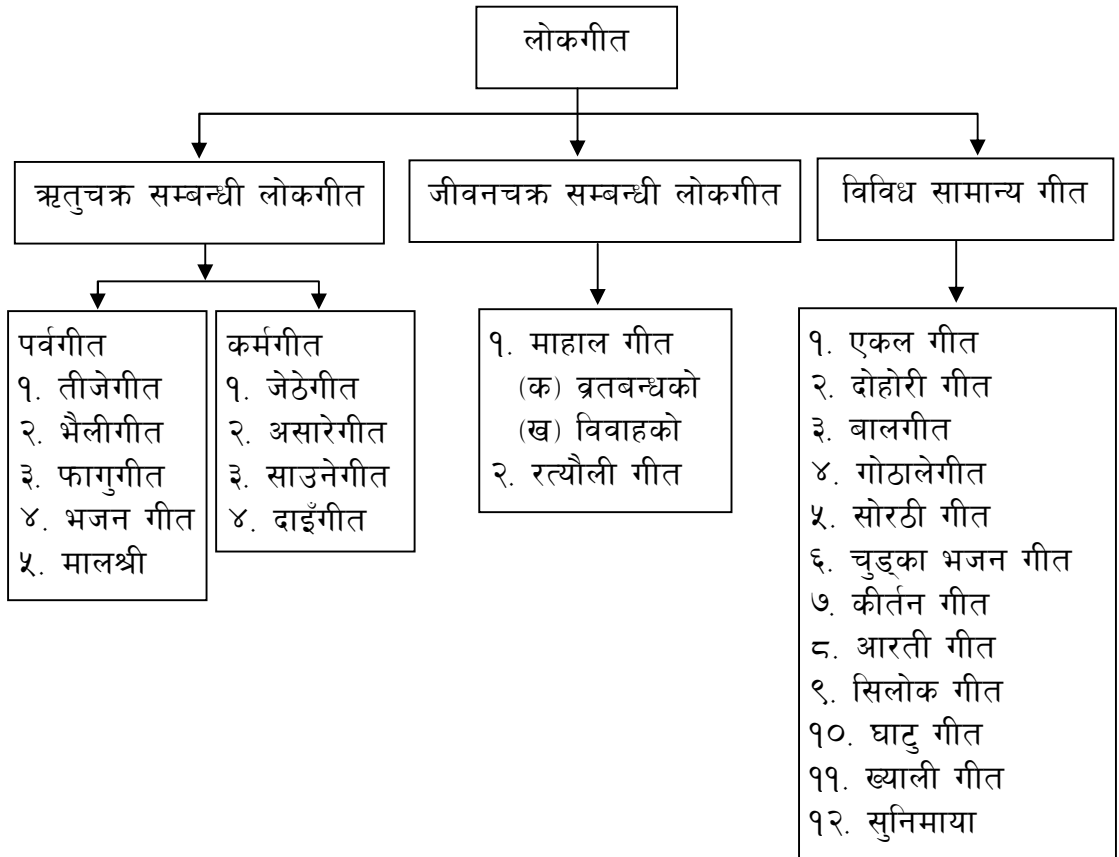 लोकगीत
ऋतुचक्र सम्बन्धी लोकगीत
जीवनचक्र सम्बन्धी लोकगीत
विविध सामान्य गीत
पर्वगीत
१. तीजेगीत
२. भैलीगीत
३. फागुगीत
४. भजन गीत
५. मालश्री
कर्मगीत
१. जेठेगीत
२. असारेगीत
३. साउनेगीत
४. दाइँगीत
१. माहाल गीत
(क) व्रतबन्धको
(ख) विवाहको
२. रत्यौली गीत
१. एकल गीत
२. दोहोरी गीत
३. बालगीत
४. गोठालेगीत
५. सोरठी गीत
६. चुड्का भजन गीत
७. कीर्तन गीत
८. आरती गीत
९. सिलोक गीत
१०. घाटु गीत
११. ख्याली गीत
१२. सुनिमाया